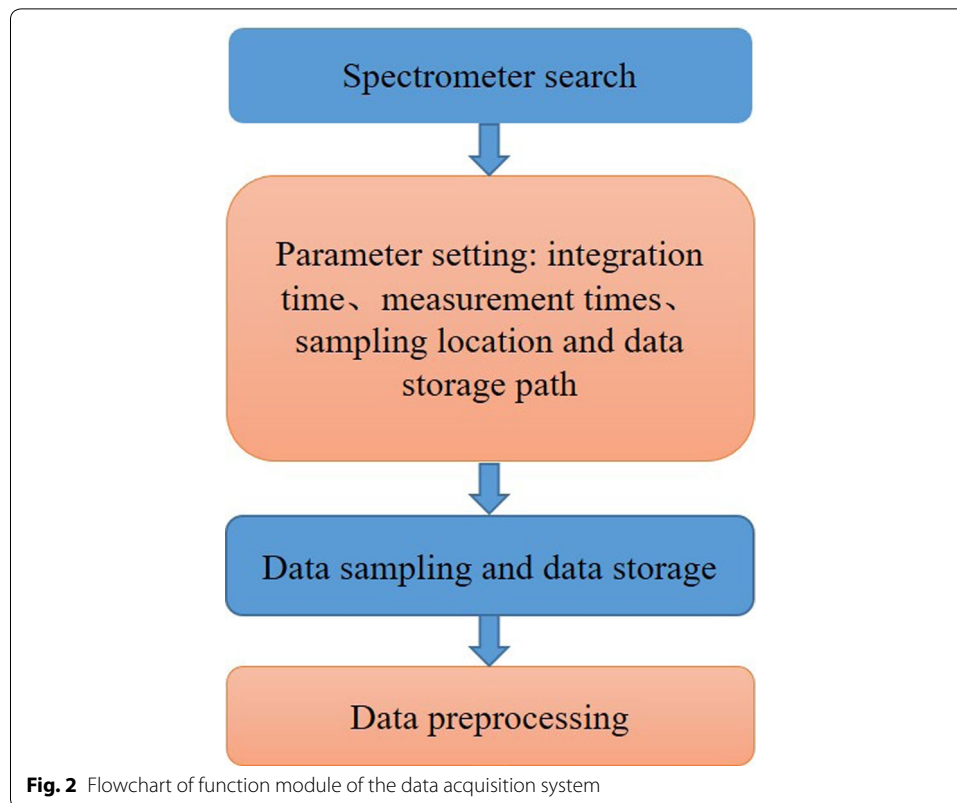 Spectrometer search
Parameter setting: integration
time、measurement times、
sampling location and data
storage path
Data sampling and data storage
Data preprocessing
Fig. 2 Flowchart of function module of the data acquisition system